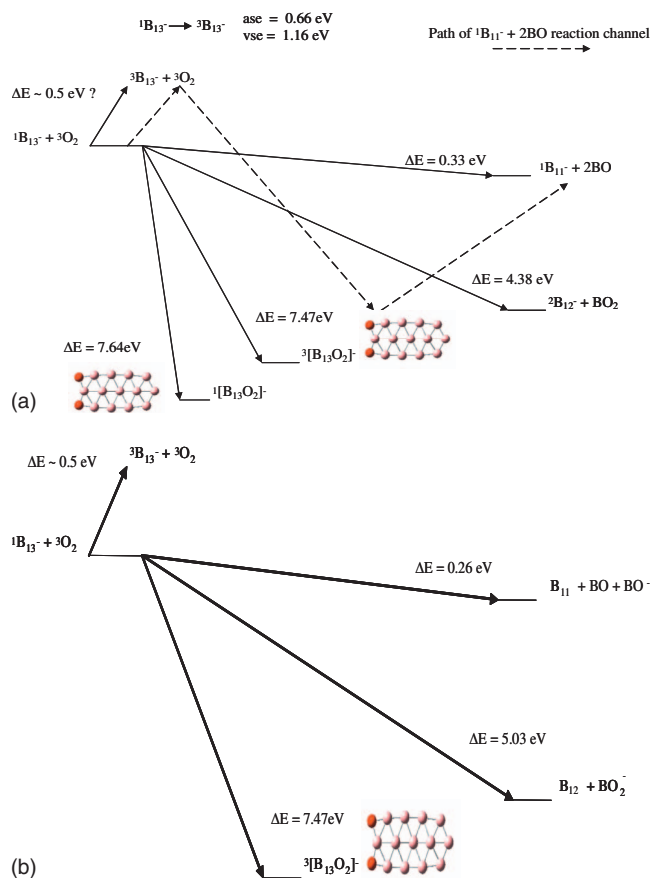 ¹B₁₃⁻ → ³B₁₃⁻ ase = 0.66 eV
vse = 1.16 eV
Path of ¹B₁₁⁻ + 2BO reaction channel
³B₁₃⁻ + ³O₂
ΔE ~ 0.5 eV ?
¹B₁₃⁻ + ³O₂
ΔE = 0.33 eV
¹B₁₁⁻ + 2BO
ΔE = 4.38 eV
²B₁₂⁻ + BO₂
ΔE = 7.47eV
³[B₁₃O₂]⁻
ΔE = 7.64eV
¹[B₁₃O₂]⁻
(a)
³B₁₃⁻ + ³O₂
ΔE ~ 0.5 eV
¹B₁₃⁻ + ³O₂
ΔE = 0.26 eV
B₁₁ + BO + BO⁻
ΔE = 5.03 eV
B₁₂ + BO₂⁻
ΔE = 7.47eV
³[B₁₃O₂]⁻
(b)